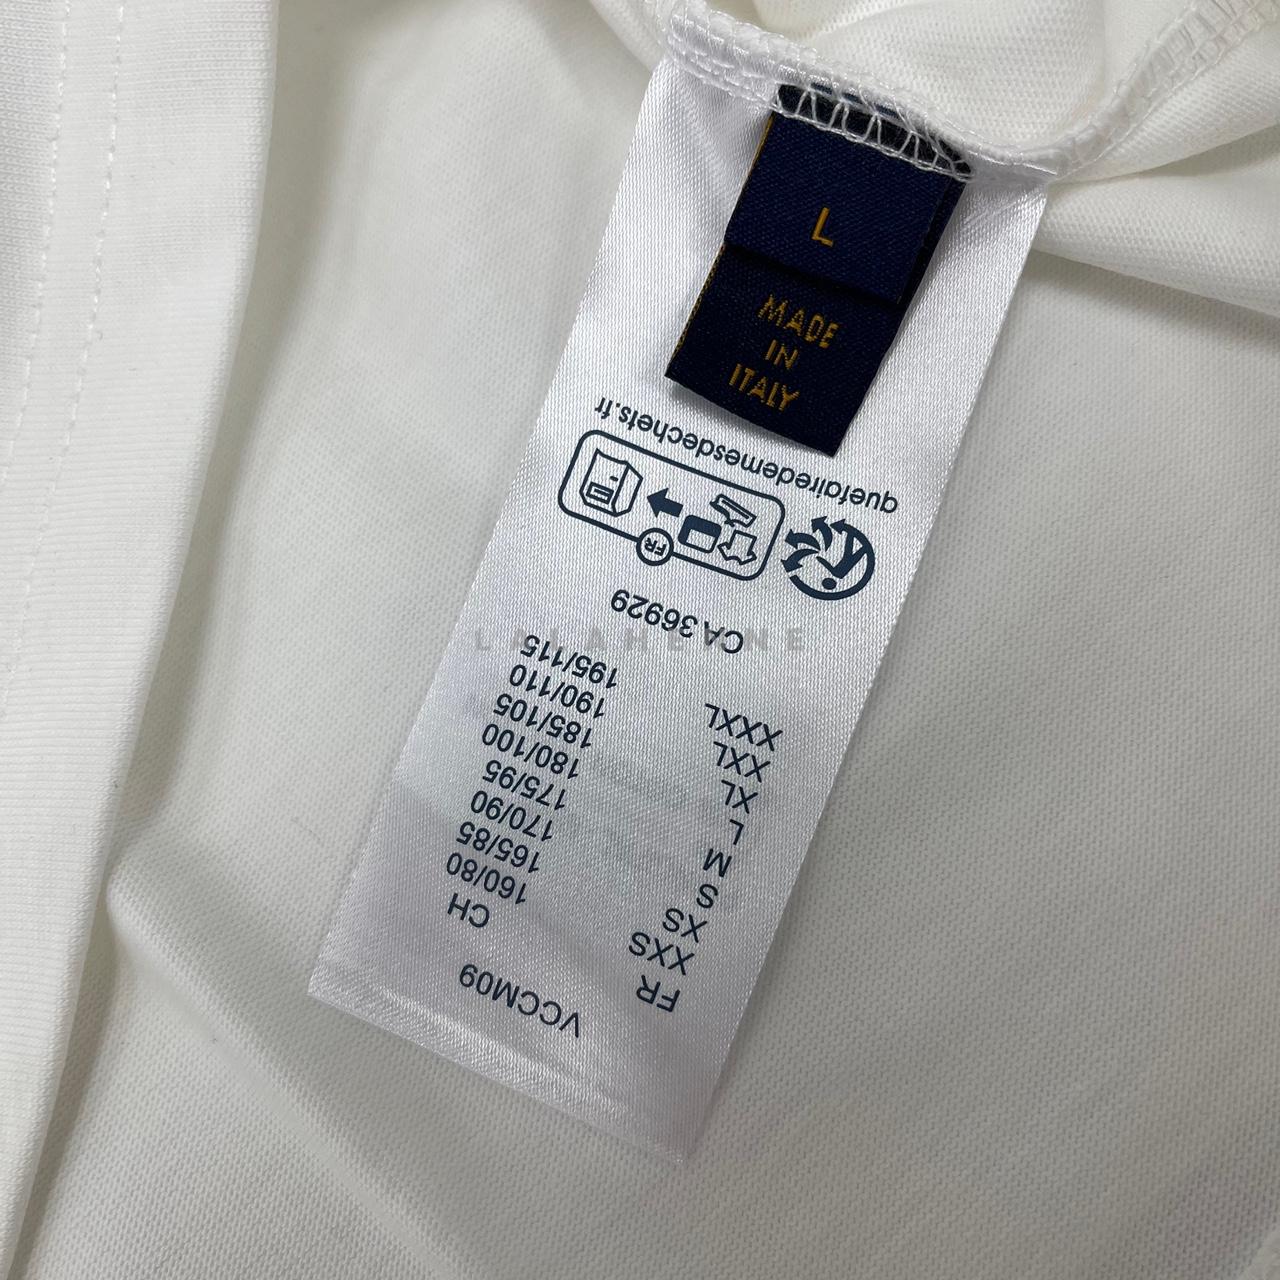 L
MADE
IN
ITALY
VCCM09
FR CH
XXS 160/80
XS 165/85
S 170/90
M 175/95
L 180/100
XL 185/105
XXL 190/110
XXXL 195/115
CA 36929
FR
quefairedemesdechets.fr